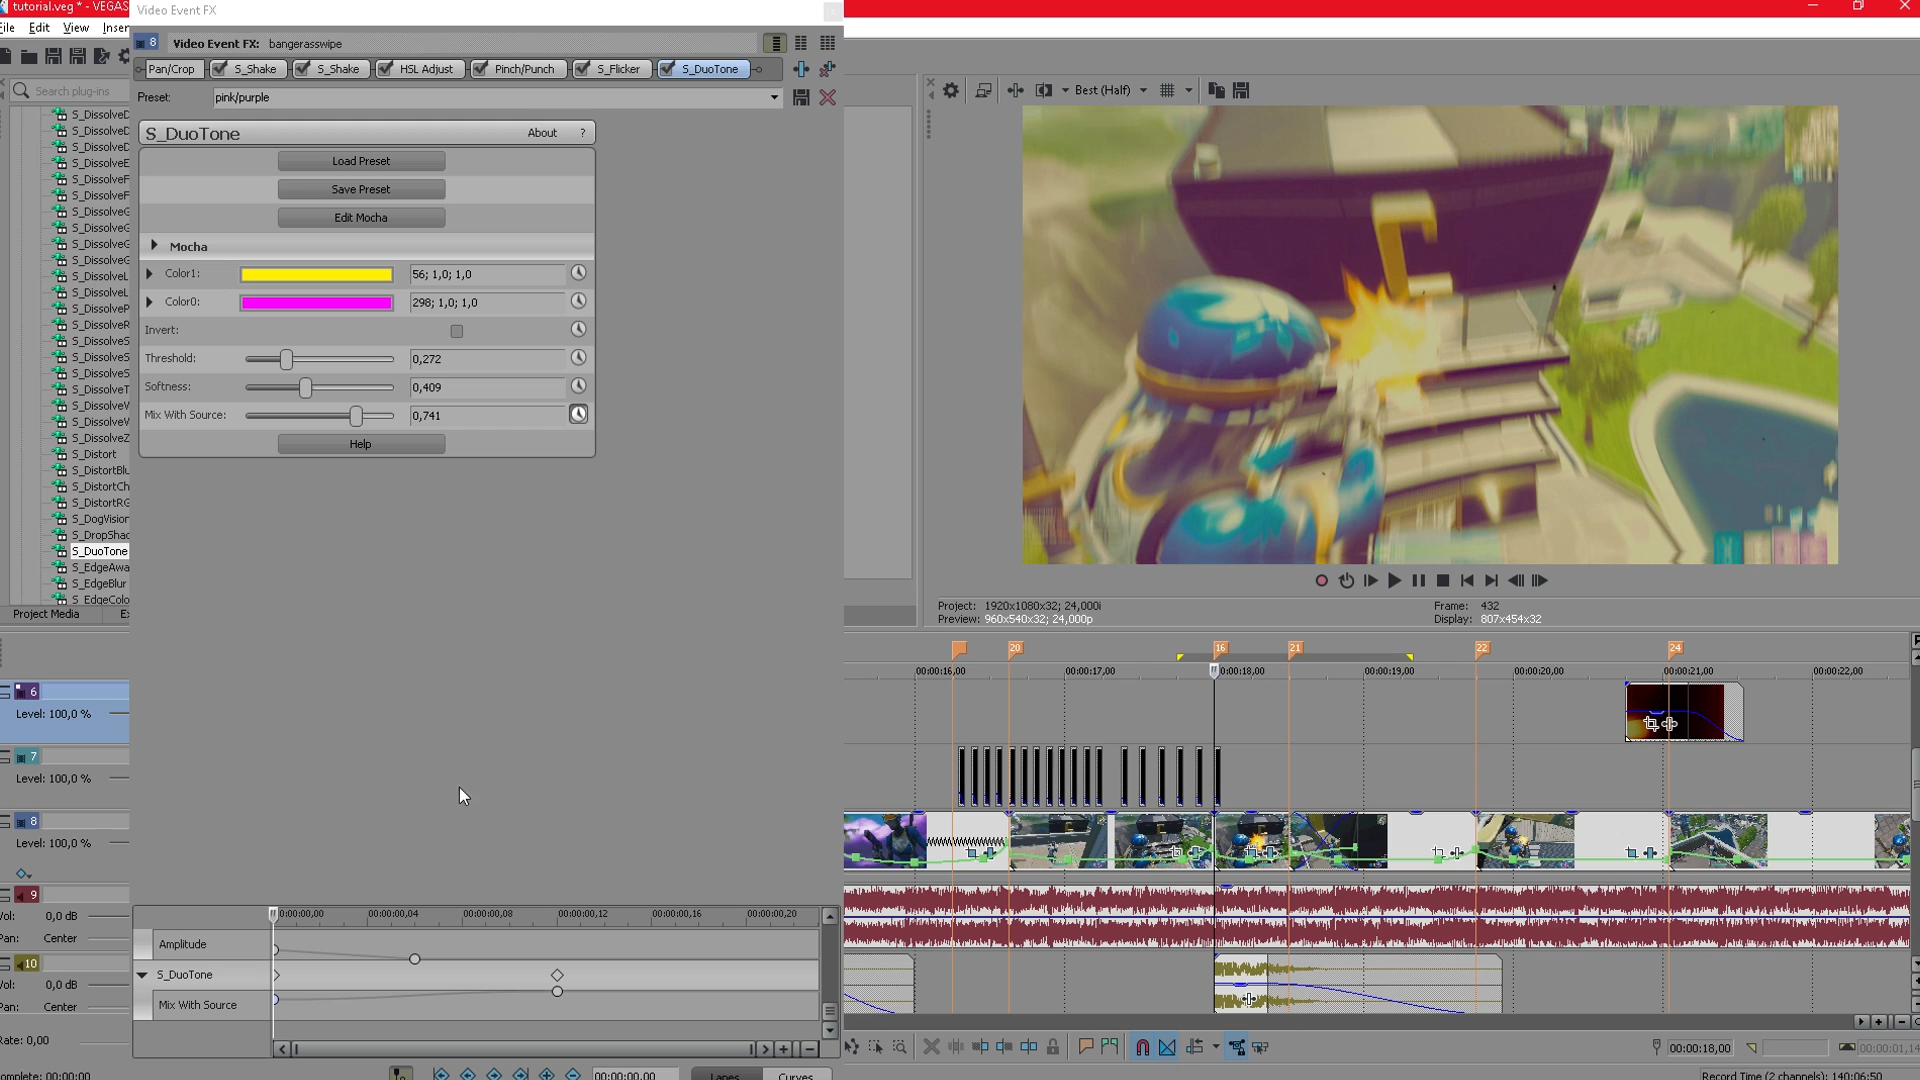 tutorial.veg * - VEGAS
Video Event FX
File Edit View Inser
8 Video Event FX: bangerasswipe
Pan/Crop S_Shake S_Shake HSL Adjust Pinch/Punch S_Flicker S_DuoTone
Search plug-ins
Preset: pink/purple
Best (Half)
S_DuoTone About ?
Load Preset
Save Preset
Edit Mocha
Mocha
Color1: 56; 1,0; 1,0
Color0: 298; 1,0; 1,0
Invert:
Threshold: 0,272
Softness: 0,409
Mix With Source: 0,741
Help
S_DissolveD
S_DissolveD
S_DissolveD
S_DissolveE
S_DissolveF
S_DissolveF
S_DissolveG
S_DissolveG
S_DissolveG
S_DissolveG
S_DissolveL
S_DissolveL
S_DissolveP
S_DissolveR
S_DissolveS
S_DissolveS
S_DissolveS
S_DissolveT
S_DissolveV
S_DissolveW
S_DissolveZ
S_Distort
S_DistortBlu
S_DistortCh
S_DistortRG
S_DogVision
S_DropShad
S_DuoTone
S_EdgeAwa
S_EdgeBlur
S_EdgeColo
Project Media Ex
Project: 1920x1080x32; 24,000i Frame: 432
Preview: 960x540x32; 24,000p Display: 807x454x32
20 16 21 22 24
00:00:16,00 00:00:17,00 00:00:18,00 00:00:19,00 00:00:20,00 00:00:21,00 00:00:22,00
6
Level: 100,0 %
7
Level: 100,0 %
8
Level: 100,0 %
9
Vol: 0,0 dB
Pan: Center
10
Vol: 0,0 dB
Pan: Center
Rate: 0,00
00:00:00,00 00:00:00,04 00:00:00,08 00:00:00,12 00:00:00,16 00:00:00,20
Amplitude
S_DuoTone
Mix With Source
00:00:18,00 00:00:01,14
Complete: 00:00:00 00:00:00,00 Lanes Curves
Record Time (2 channels): 140:06:50